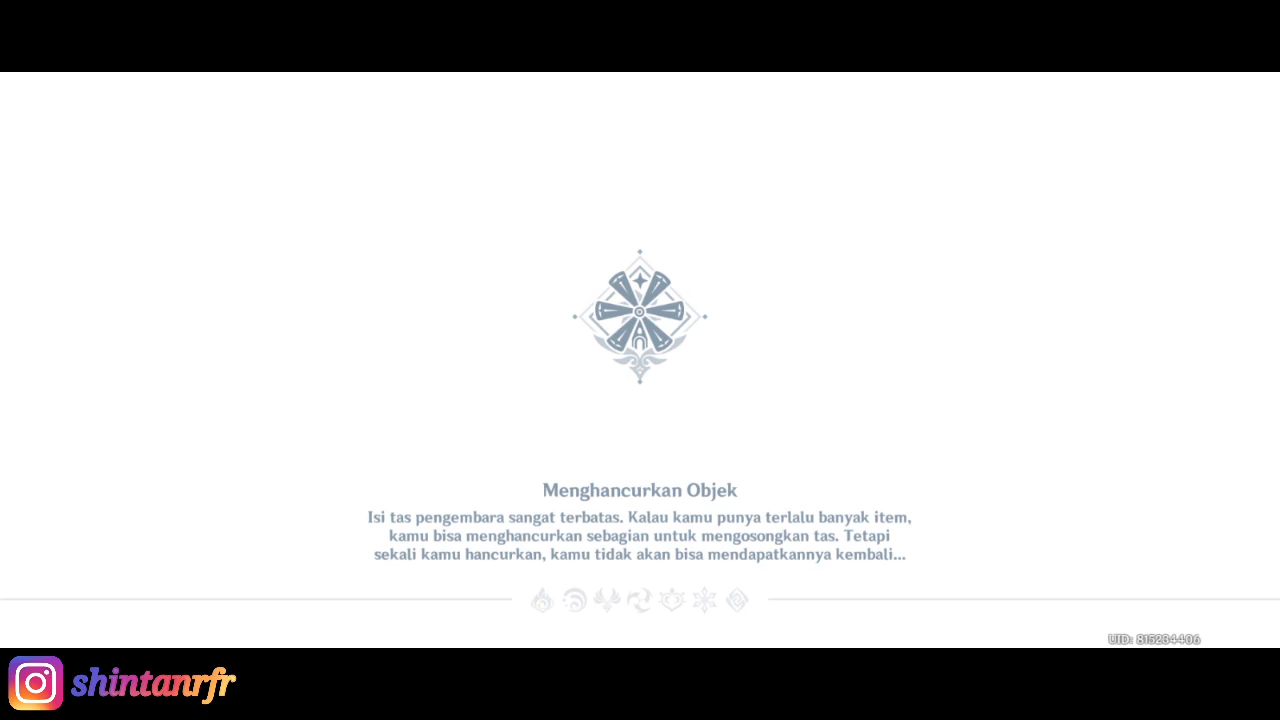 Menghancurkan Objek
Isi tas pengembara sangat terbatas. Kalau kamu punya terlalu banyak item,
kamu bisa menghancurkan sebagian untuk mengosongkan tas. Tetapi
sekali kamu hancurkan, kamu tidak akan bisa mendapatkannya kembali...
UID: 815234406
shintanrfr